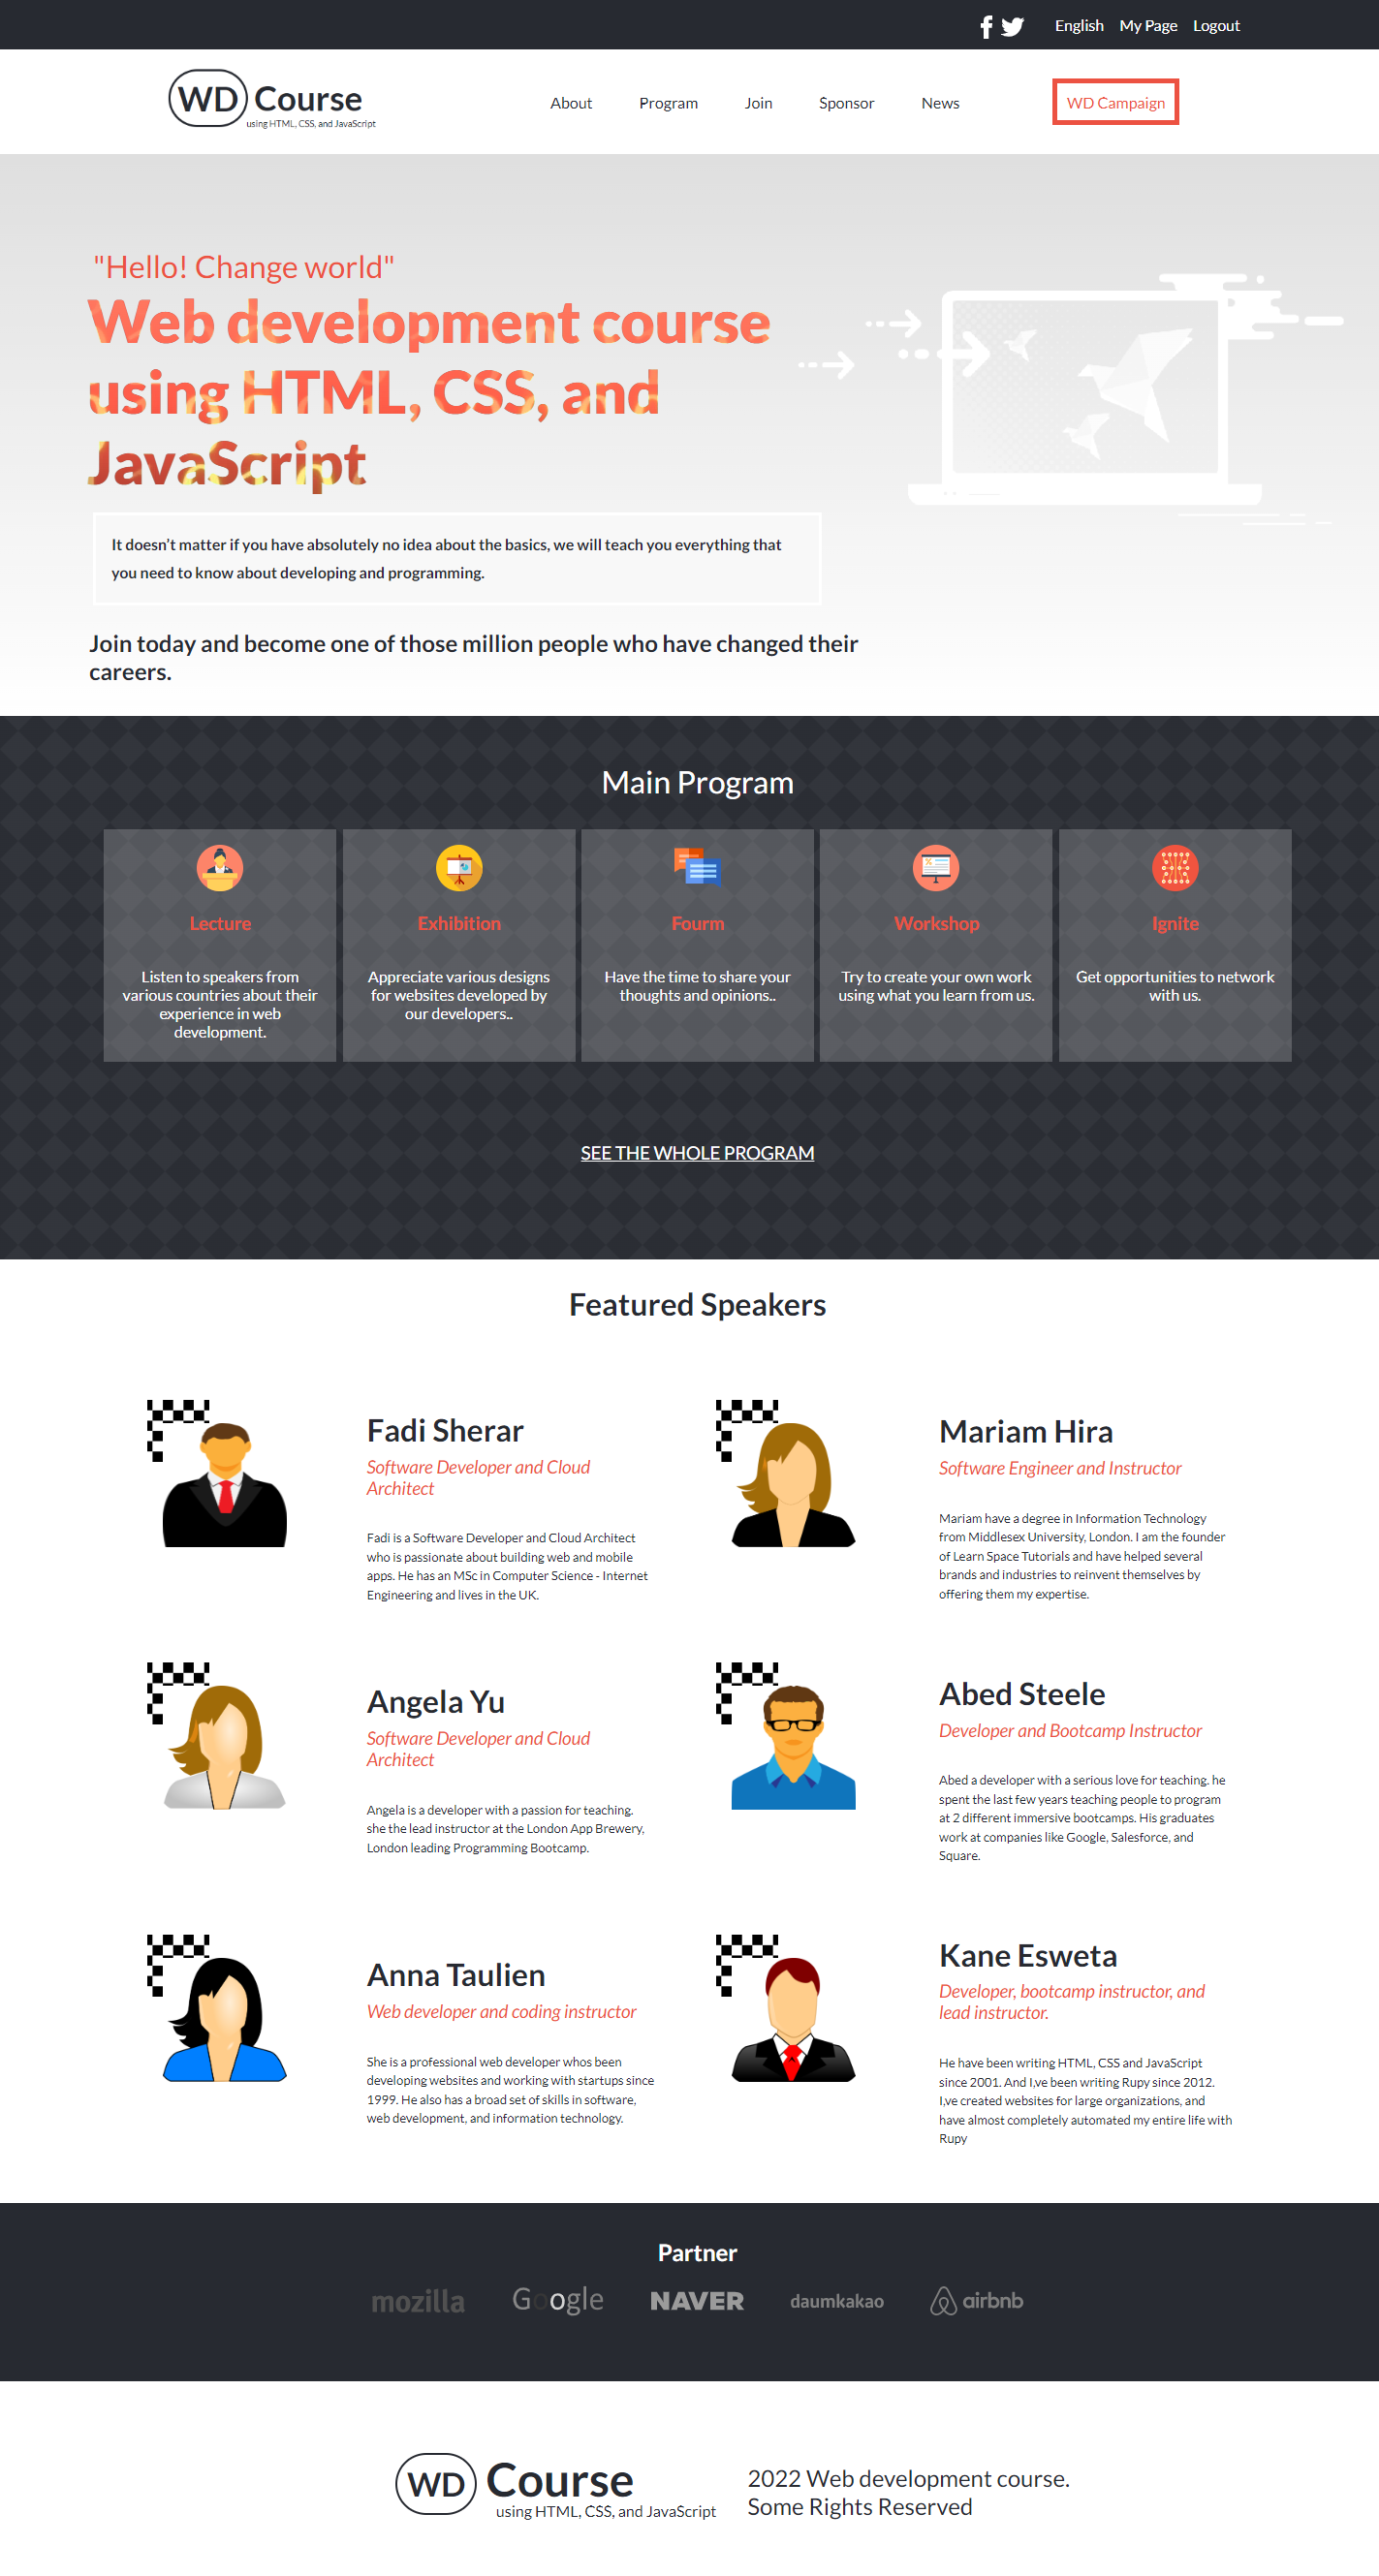 English My Page Logout
WD Course
using HTML, CSS, and JavaScript
About Program Join Sponsor News WD Campaign
"Hello! Change world"
Web development course
using HTML, CSS, and
JavaScript
It doesn't matter if you have absolutely no idea about the basics, we will teach you everything that
you need to know about developing and programming.
Join today and become one of those million people who have changed their
careers.
Main Program
Lecture
Listen to speakers from
various countries about their
experience in web
development.
Exhibition
Appreciate various designs
for websites developed by
our developers..
Fourm
Have the time to share your
thoughts and opinions..
Workshop
Try to create your own work
using what you learn from us.
Ignite
Get opportunities to network
with us.
SEE THE WHOLE PROGRAM
Featured Speakers
Fadi Sherar
Software Developer and Cloud
Architect
Fadi is a Software Developer and Cloud Architect
who is passionate about building web and mobile
apps. He has an MSc in Computer Science - Internet
Engineering and lives in the UK.
Mariam Hira
Software Engineer and Instructor
Mariam have a degree in Information Technology
from Middlesex University, London. I am the founder
of Learn Space Tutorials and have helped several
brands and industries to reinvent themselves by
offering them my expertise.
Angela Yu
Software Developer and Cloud
Architect
Angela is a developer with a passion for teaching.
she the lead instructor at the London App Brewery,
London leading Programming Bootcamp.
Abed Steele
Developer and Bootcamp Instructor
Abed a developer with a serious love for teaching. he
spent the last few years teaching people to program
at 2 different immersive bootcamps. His graduates
work at companies like Google, Salesforce, and
Square.
Anna Taulien
Web developer and coding instructor
She is a professional web developer whos been
developing websites and working with startups since
1999. He also has a broad set of skills in software,
web development, and information technology.
Kane Esweta
Developer, bootcamp instructor, and
lead instructor.
He have been writing HTML, CSS and JavaScript
since 2001. And I,ve been writing Rupy since 2012.
I,ve created websites for large organizations, and
have almost completely automated my entire life with
Rupy
Partner
mozilla Google NAVER daumkakao airbnb
WD Course
using HTML, CSS, and JavaScript
2022 Web development course.
Some Rights Reserved